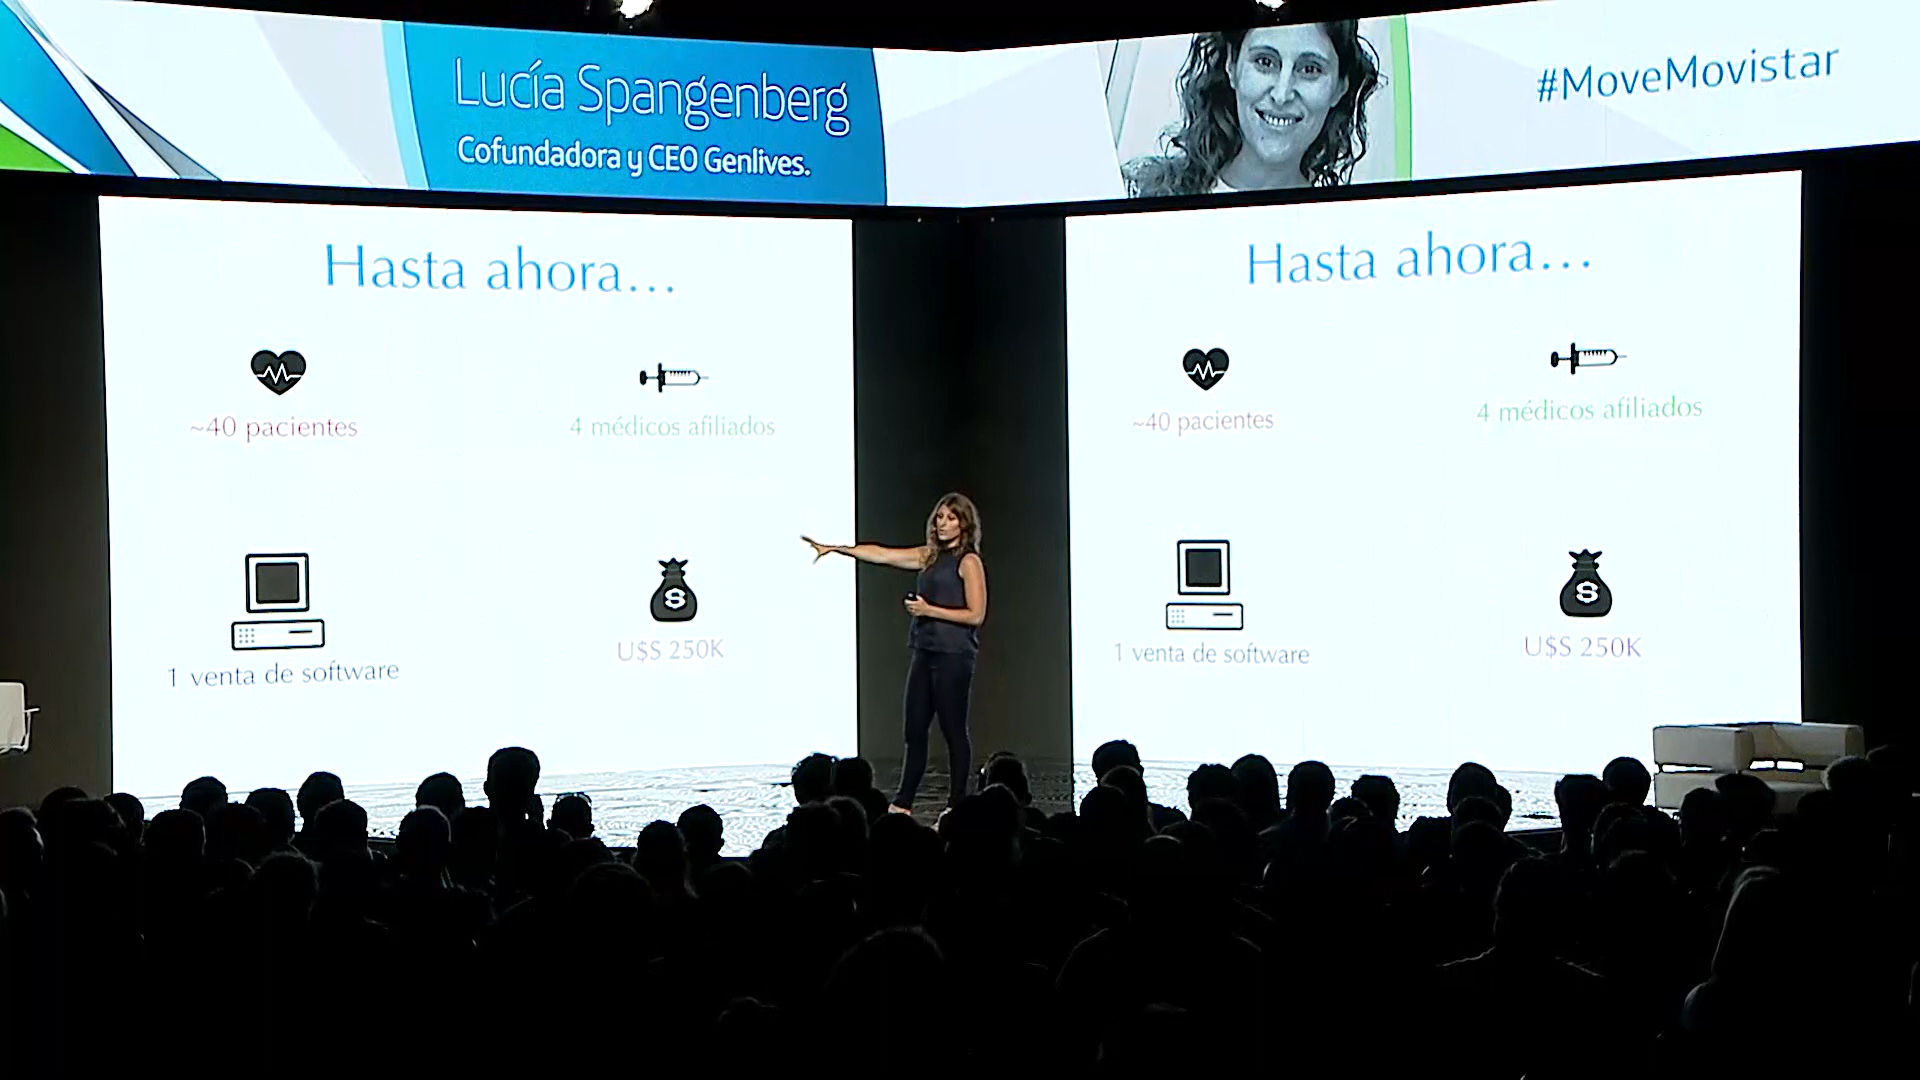 Lucía Spangenberg
Cofundadora y CEO Genlives.
#MoveMovistar
Hasta ahora...
~40 pacientes
4 médicos afiliados
1 venta de software
U$S 250K
Hasta ahora...
~40 pacientes
4 médicos afiliados
1 venta de software
U$S 250K